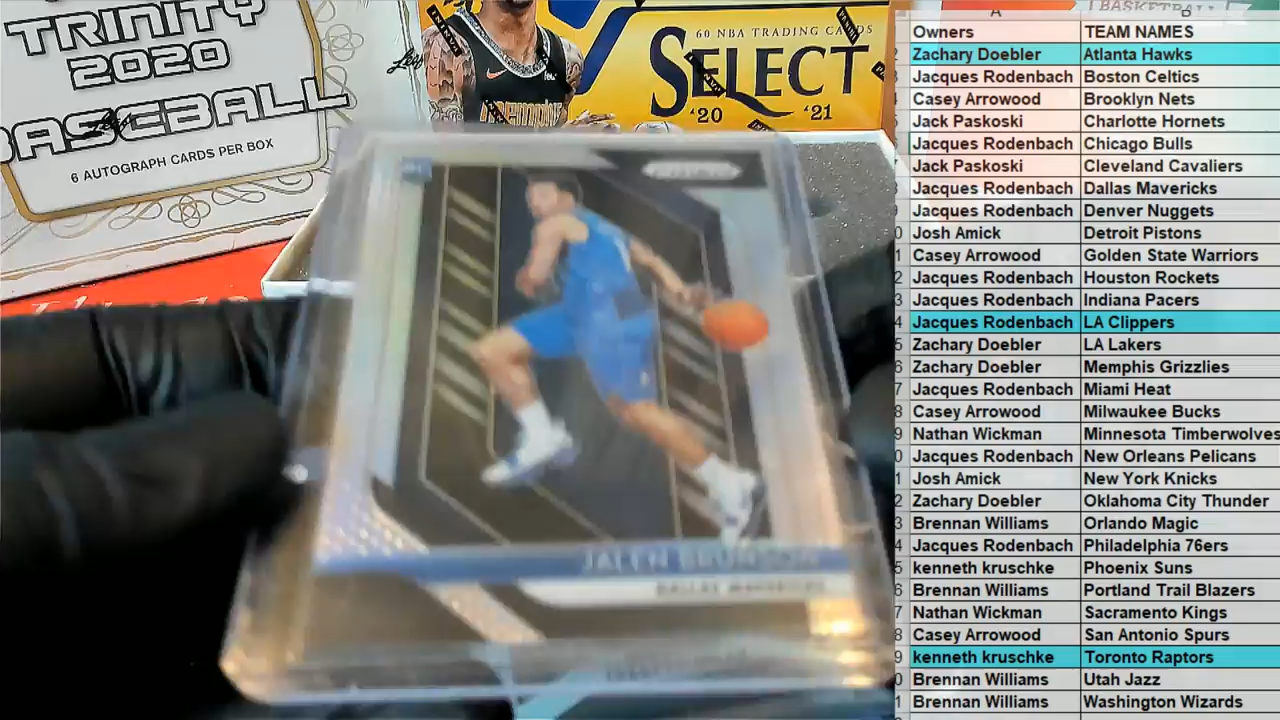 TRINITY
2020
BASEBALL
6 AUTOGRAPH CARDS PER BOX
60 NBA TRADING CARDS
SELECT
'20 '21
JALEN BRUNSON
DALLAS MAVERICKS
BASKETBALL
A B
Owners TEAM NAMES
Zachary Doebler Atlanta Hawks
Jacques Rodenbach Boston Celtics
Casey Arrowood Brooklyn Nets
Jack Paskoski Charlotte Hornets
Jacques Rodenbach Chicago Bulls
Jack Paskoski Cleveland Cavaliers
Jacques Rodenbach Dallas Mavericks
Jacques Rodenbach Denver Nuggets
Josh Amick Detroit Pistons
Casey Arrowood Golden State Warriors
Jacques Rodenbach Houston Rockets
Jacques Rodenbach Indiana Pacers
Jacques Rodenbach LA Clippers
Zachary Doebler LA Lakers
Zachary Doebler Memphis Grizzlies
Jacques Rodenbach Miami Heat
Casey Arrowood Milwaukee Bucks
Nathan Wickman Minnesota Timberwolves
Jacques Rodenbach New Orleans Pelicans
Josh Amick New York Knicks
Zachary Doebler Oklahoma City Thunder
Brennan Williams Orlando Magic
Jacques Rodenbach Philadelphia 76ers
kenneth kruschke Phoenix Suns
Brennan Williams Portland Trail Blazers
Nathan Wickman Sacramento Kings
Casey Arrowood San Antonio Spurs
kenneth kruschke Toronto Raptors
Brennan Williams Utah Jazz
Brennan Williams Washington Wizards